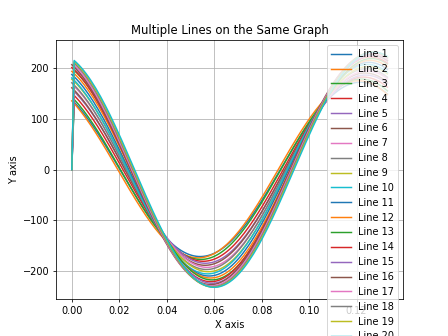 Multiple Lines on the Same Graph
Y axis
200
100
0
−100
−200
0.00
0.02
0.04
0.06
0.08
0.10
X axis
Line 1
Line 2
Line 3
Line 4
Line 5
Line 6
Line 7
Line 8
Line 9
Line 10
Line 11
Line 12
Line 13
Line 14
Line 15
Line 16
Line 17
Line 18
Line 19
Line 20